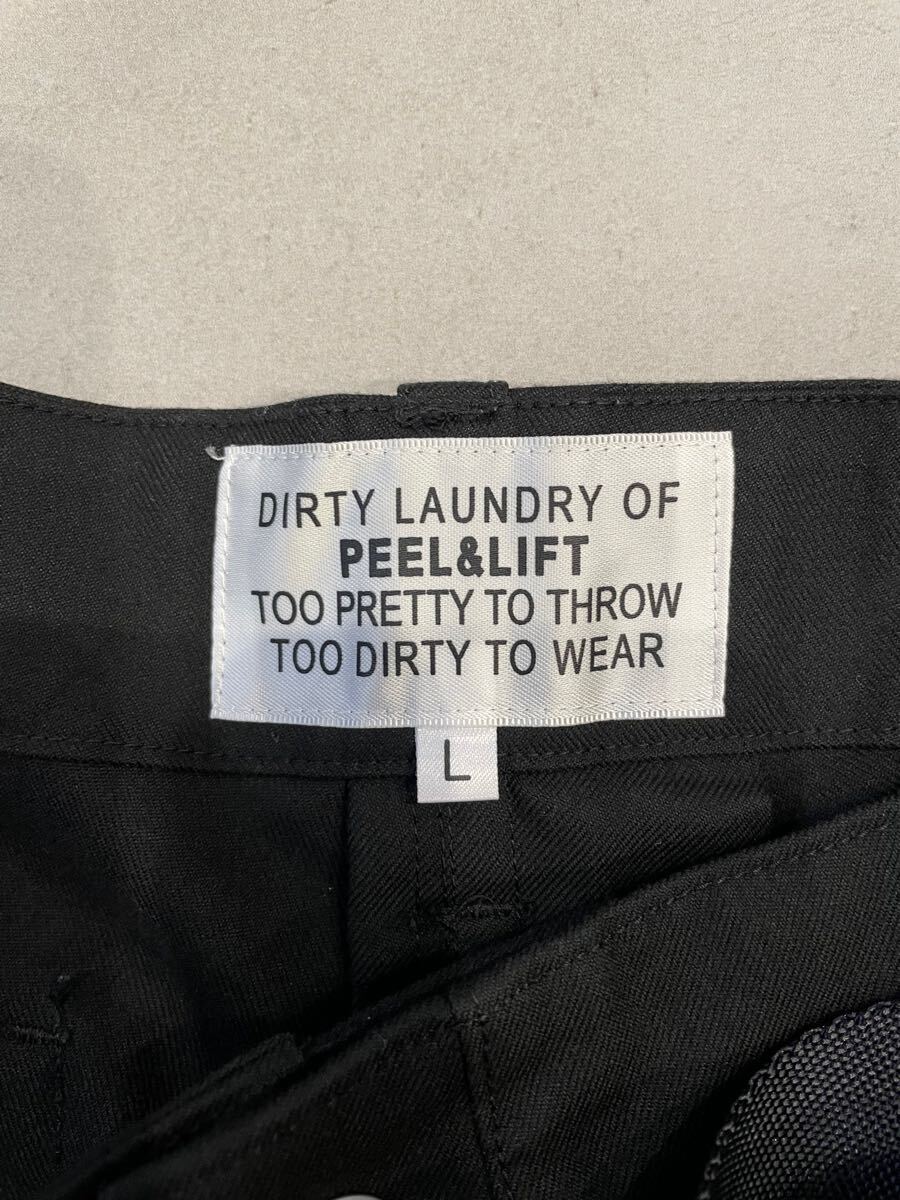 DIRTY LAUNDRY OF
PEEL&LIFT
TOO PRETTY TO THROW
TOO DIRTY TO WEAR
L